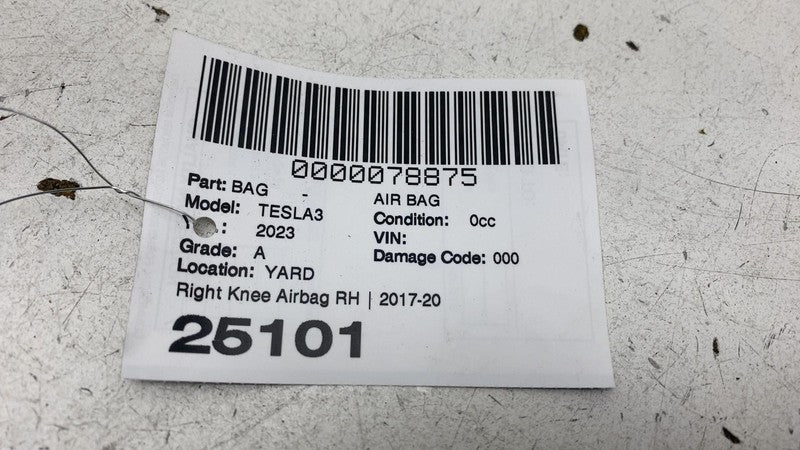 0000078875
Part: BAG - AIR BAG
Model: TESLA3 Condition: 0cc
: 2023 VIN:
Grade: A Damage Code: 000
Location: YARD
Right Knee Airbag RH | 2017-20
25101